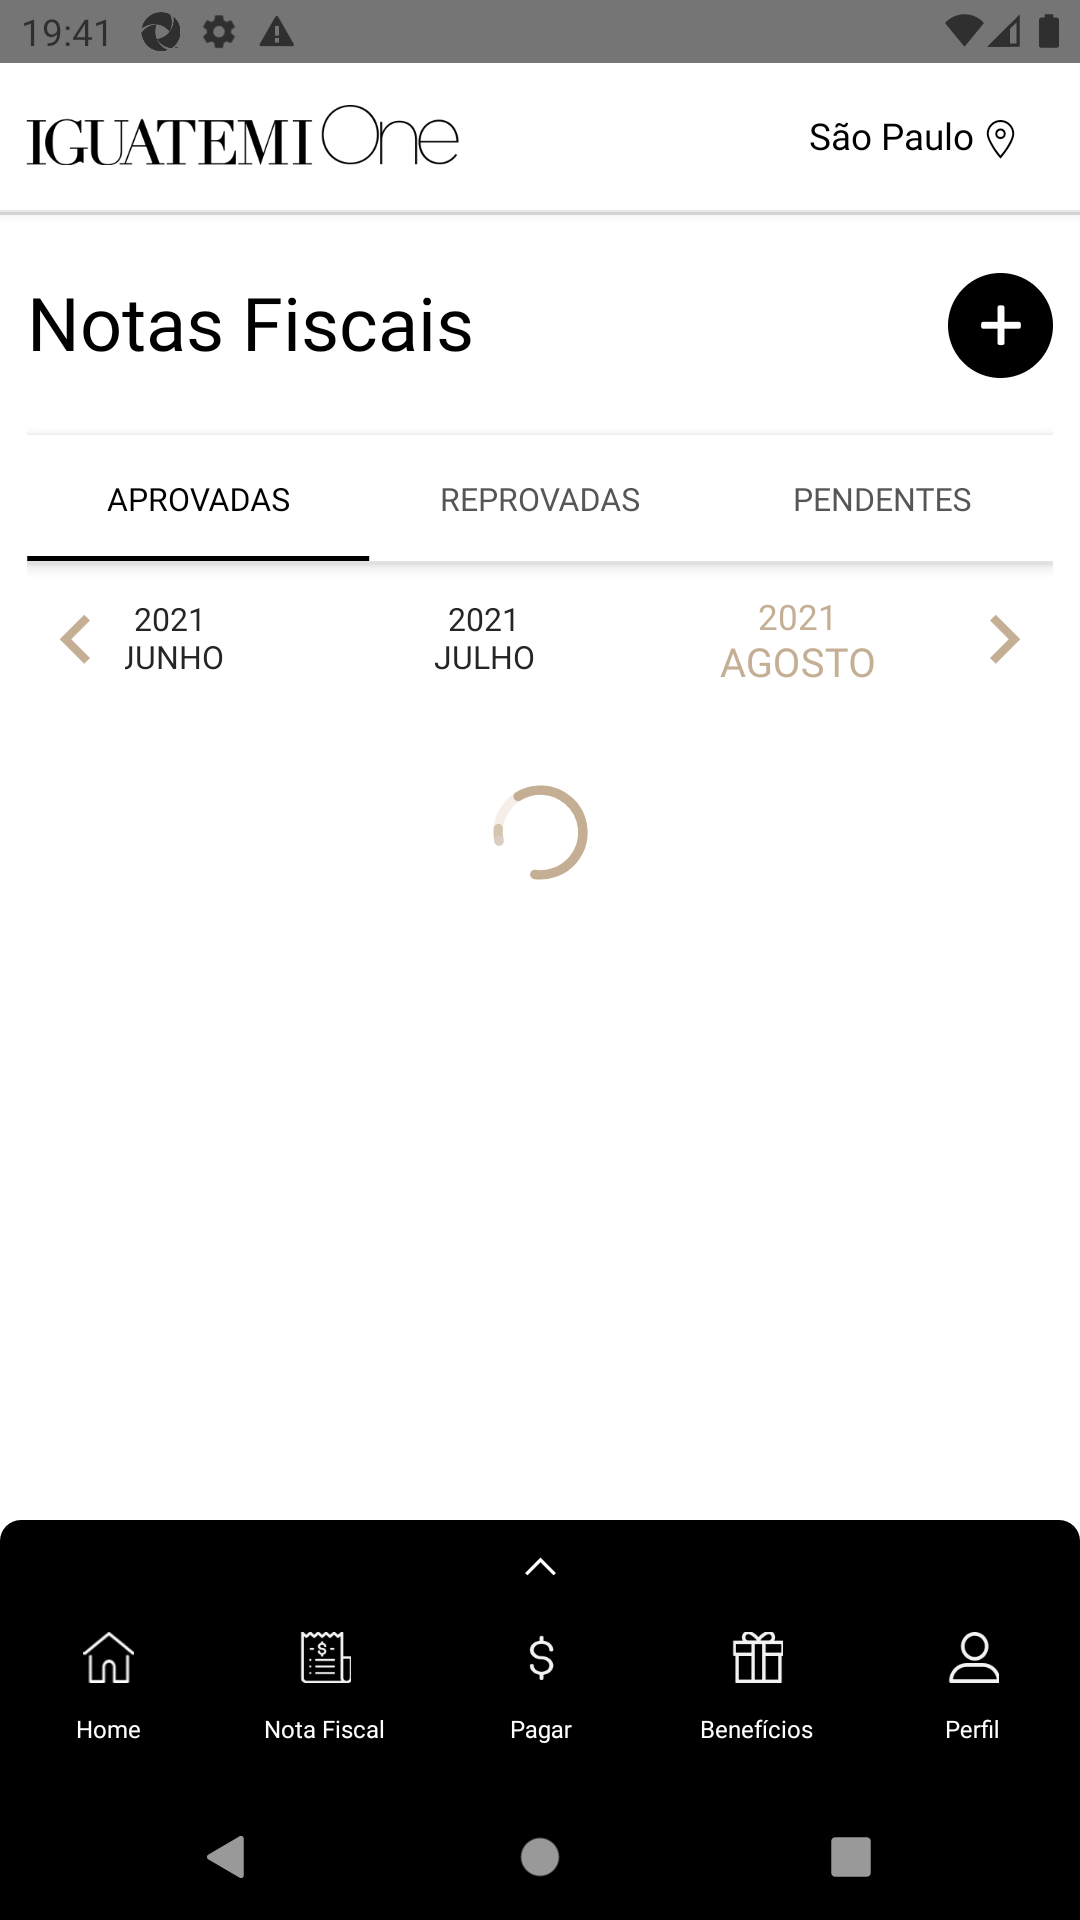 19:41
IGUATEMI One
São Paulo
Notas Fiscais
APROVADAS
REPROVADAS
PENDENTES
2021
JUNHO
2021
JULHO
2021
AGOSTO
Home
Nota Fiscal
Pagar
Benefícios
Perfil